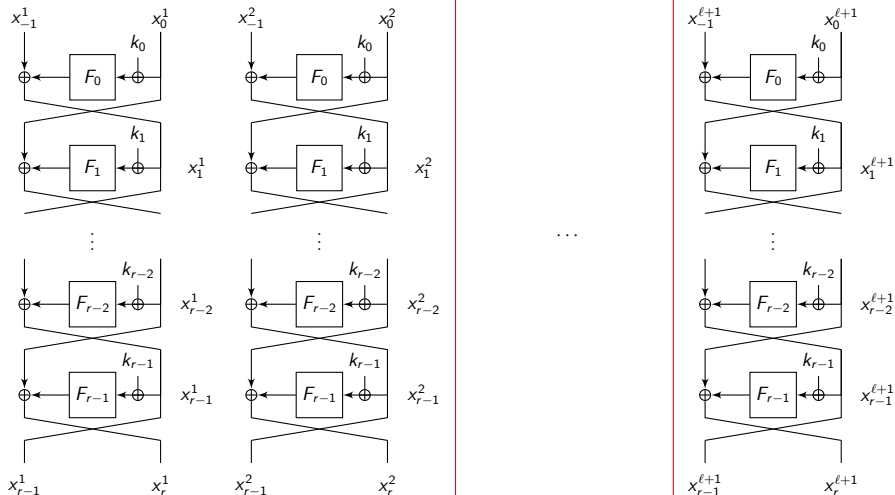 x_{-1}^1 x_0^1 x_{-1}^2 x_0^2 x_{-1}^{ℓ+1} x_0^{ℓ+1}
k_0 k_0 k_0
F_0 F_0 F_0
k_1 k_1 k_1
F_1 x_1^1 F_1 x_1^2 F_1 x_1^{ℓ+1}
⋮ ⋮ ⋯ ⋮
k_{r−2} k_{r−2} k_{r−2}
F_{r−2} x_{r−2}^1 F_{r−2} x_{r−2}^2 F_{r−2} x_{r−2}^{ℓ+1}
k_{r−1} k_{r−1} k_{r−1}
F_{r−1} x_{r−1}^1 F_{r−1} x_{r−1}^2 F_{r−1} x_{r−1}^{ℓ+1}
x_{r−1}^1 x_r^1 x_{r−1}^2 x_r^2 x_{r−1}^{ℓ+1} x_r^{ℓ+1}